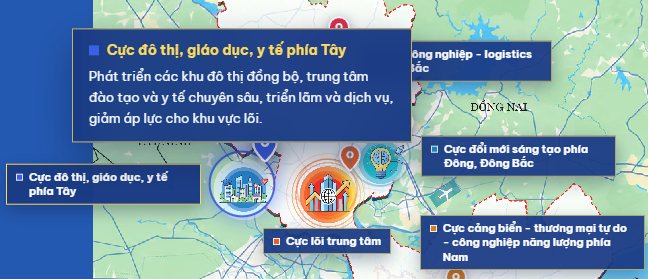 Cực đô thị, giáo dục, y tế phía Tây
Phát triển các khu đô thị đồng bộ, trung tâm
đào tạo và y tế chuyên sâu, triển lãm và dịch vụ,
giảm áp lực cho khu vực lõi.
ông nghiệp - logistics
Bắc
ĐỒNG NAI
Cực đổi mới sáng tạo phía
Đông, Đông Bắc
Cực đô thị, giáo dục, y tế
phía Tây
Cực lõi trung tâm
Cực cảng biển - thương mại tự do
- công nghiệp năng lượng phía
Nam